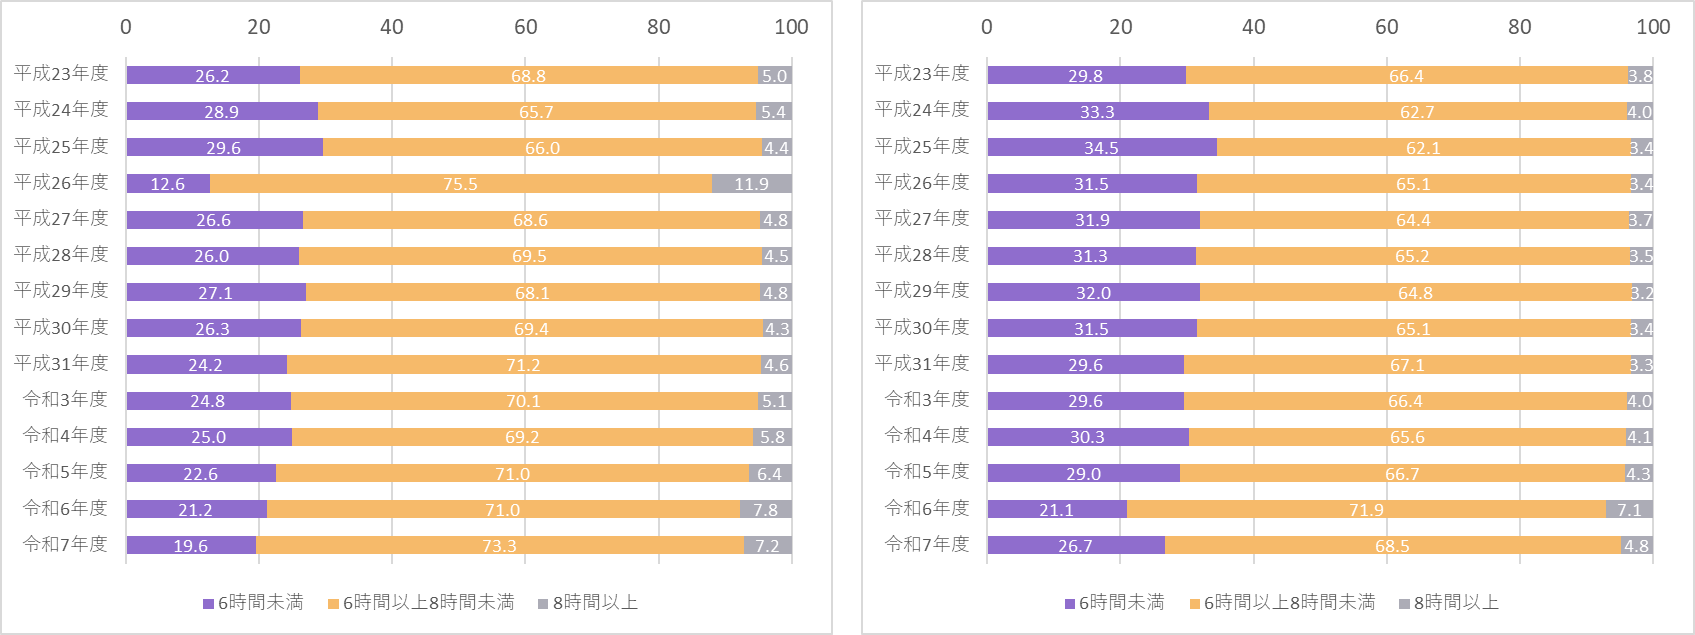 0 20 40 60 80 100
平成23年度 26.2 68.8 5.0
平成24年度 28.9 65.7 5.4
平成25年度 29.6 66.0 4.4
平成26年度 12.6 75.5 11.9
平成27年度 26.6 68.6 4.8
平成28年度 26.0 69.5 4.5
平成29年度 27.1 68.1 4.8
平成30年度 26.3 69.4 4.3
平成31年度 24.2 71.2 4.6
令和3年度 24.8 70.1 5.1
令和4年度 25.0 69.2 5.8
令和5年度 22.6 71.0 6.4
令和6年度 21.2 71.0 7.8
令和7年度 19.6 73.3 7.2
6時間未満 6時間以上8時間未満 8時間以上
0 20 40 60 80 100
平成23年度 29.8 66.4 3.8
平成24年度 33.3 62.7 4.0
平成25年度 34.5 62.1 3.4
平成26年度 31.5 65.1 3.4
平成27年度 31.9 64.4 3.7
平成28年度 31.3 65.2 3.5
平成29年度 32.0 64.8 3.2
平成30年度 31.5 65.1 3.4
平成31年度 29.6 67.1 3.3
令和3年度 29.6 66.4 4.0
令和4年度 30.3 65.6 4.1
令和5年度 29.0 66.7 4.3
令和6年度 21.1 71.9 7.1
令和7年度 26.7 68.5 4.8
6時間未満 6時間以上8時間未満 8時間以上